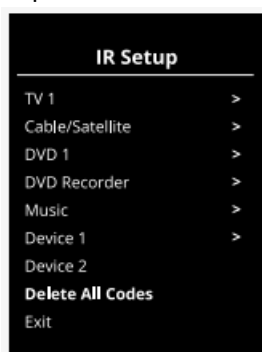 IR Setup
TV 1 >
Cable/Satellite >
DVD 1 >
DVD Recorder >
Music >
Device 1 >
Device 2
Delete All Codes
Exit